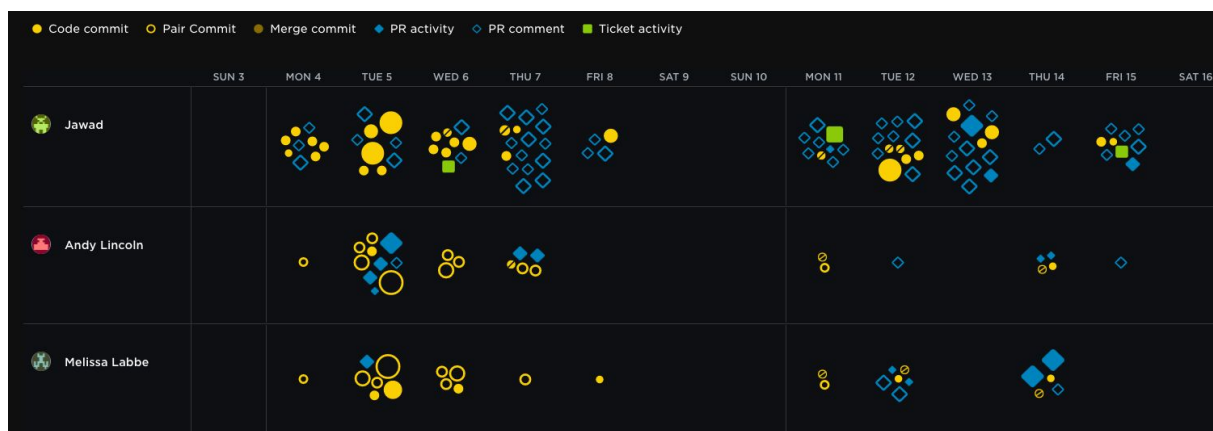 Code commit Pair Commit Merge commit PR activity PR comment Ticket activity
SUN 3 MON 4 TUE 5 WED 6 THU 7 FRI 8 SAT 9 SUN 10 MON 11 TUE 12 WED 13 THU 14 FRI 15 SAT 16
Jawad
Andy Lincoln
Melissa Labbe